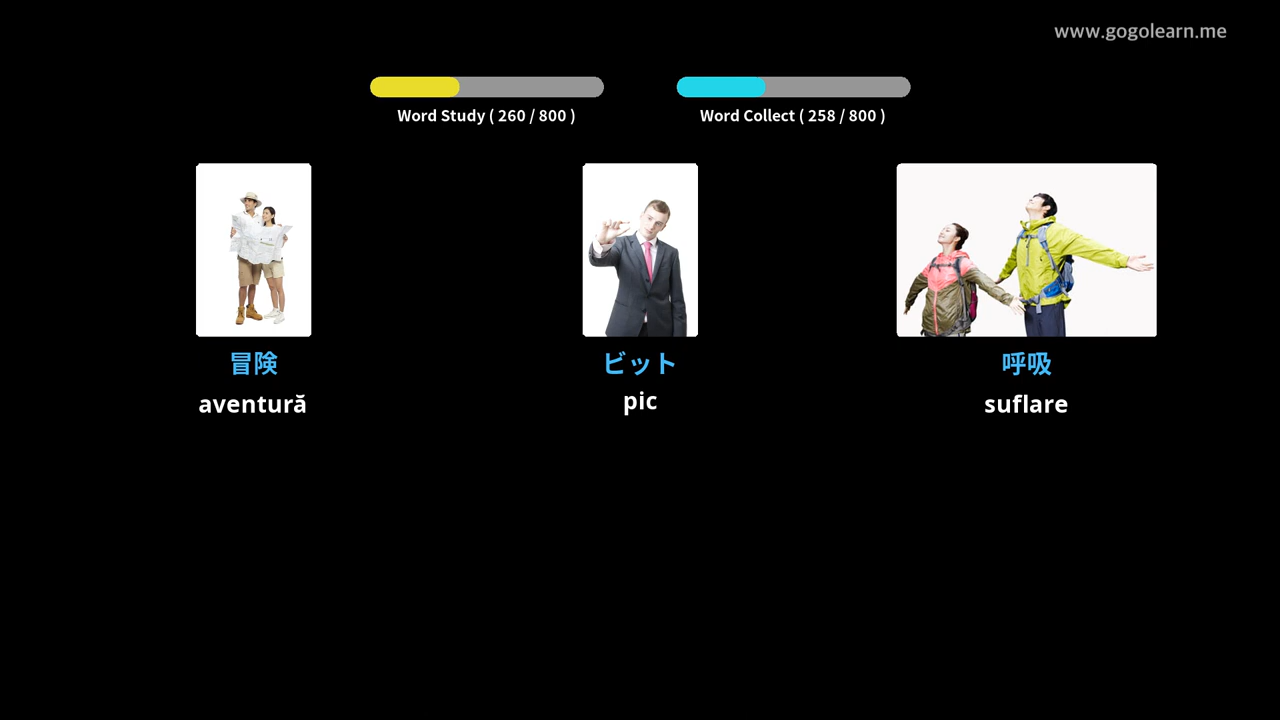 www.gogolearn.me
Word Study ( 260 / 800 )
Word Collect ( 258 / 800 )
冒険
ビット
呼吸
aventură
pic
suflare